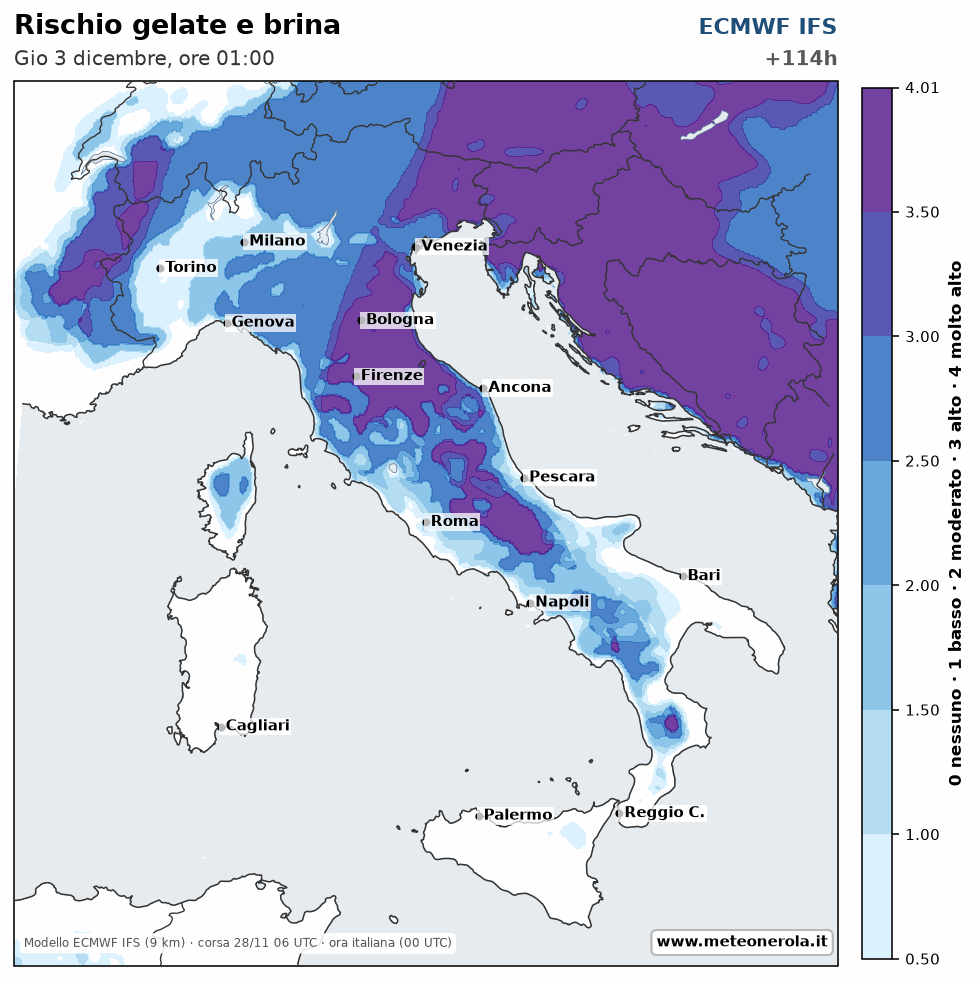 Rischio gelate e brina
ECMWF IFS
Gio 3 dicembre, ore 01:00
+114h
4.01
3.50
3.00
2.50
2.00
1.50
1.00
0.50
0 nessuno · 1 basso · 2 moderato · 3 alto · 4 molto alto
Milano
Venezia
Torino
Genova
Bologna
Firenze
Ancona
Pescara
Roma
Bari
Napoli
Cagliari
Palermo
Reggio C.
Modello ECMWF IFS (9 km) · corsa 28/11 06 UTC · ora italiana (00 UTC)
www.meteonerola.it